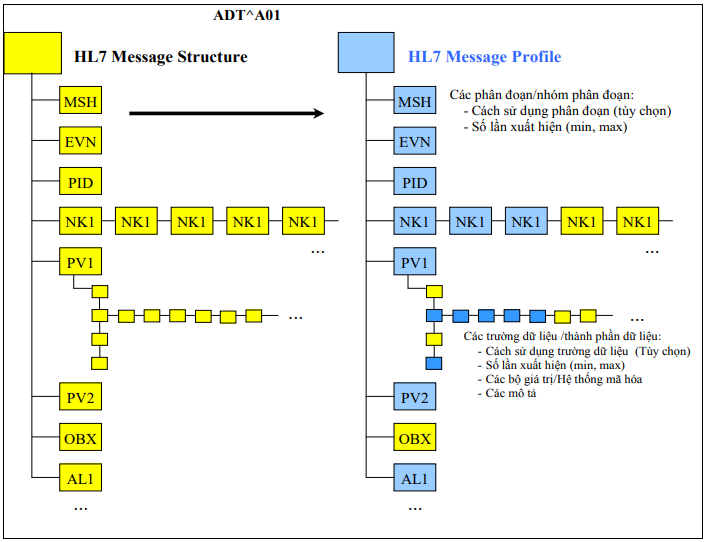 ADT^A01
HL7 Message Structure
MSH
EVN
PID
NK1 NK1 NK1 NK1 NK1
...
PV1
...
PV2
OBX
AL1
...
HL7 Message Profile
MSH
Các phân đoạn/nhóm phân đoạn:
- Cách sử dụng phân đoạn (tùy chọn)
- Số lần xuất hiện (min, max)
EVN
PID
NK1 NK1 NK1 NK1 NK1
...
PV1
...
Các trường dữ liệu /thành phần dữ liệu:
- Cách sử dụng trường dữ liệu (Tùy chọn)
- Số lần xuất hiện (min, max)
- Các bộ giá trị/Hệ thống mã hóa
- Các mô tả
PV2
OBX
AL1
...